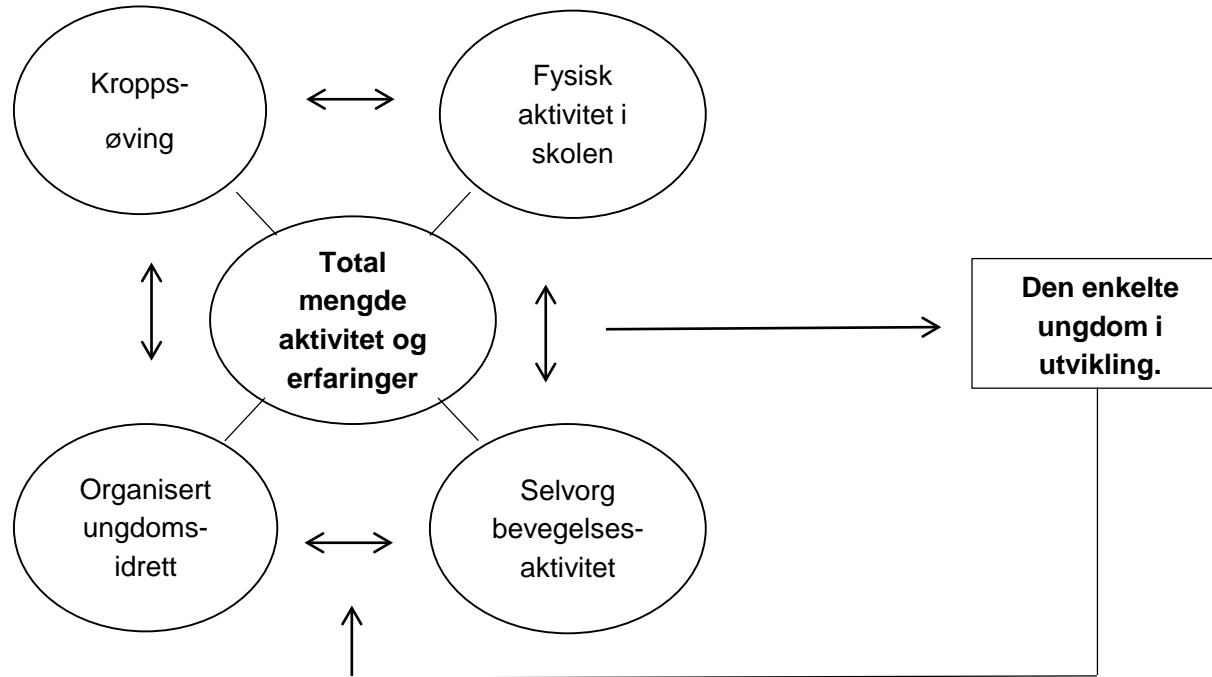 Kropps-
øving
Fysisk
aktivitet i
skolen
Total
mengde
aktivitet og
erfaringer
Den enkelte
ungdom i
utvikling.
Organisert
ungdoms-
idrett
Selvorg
bevegelses-
aktivitet